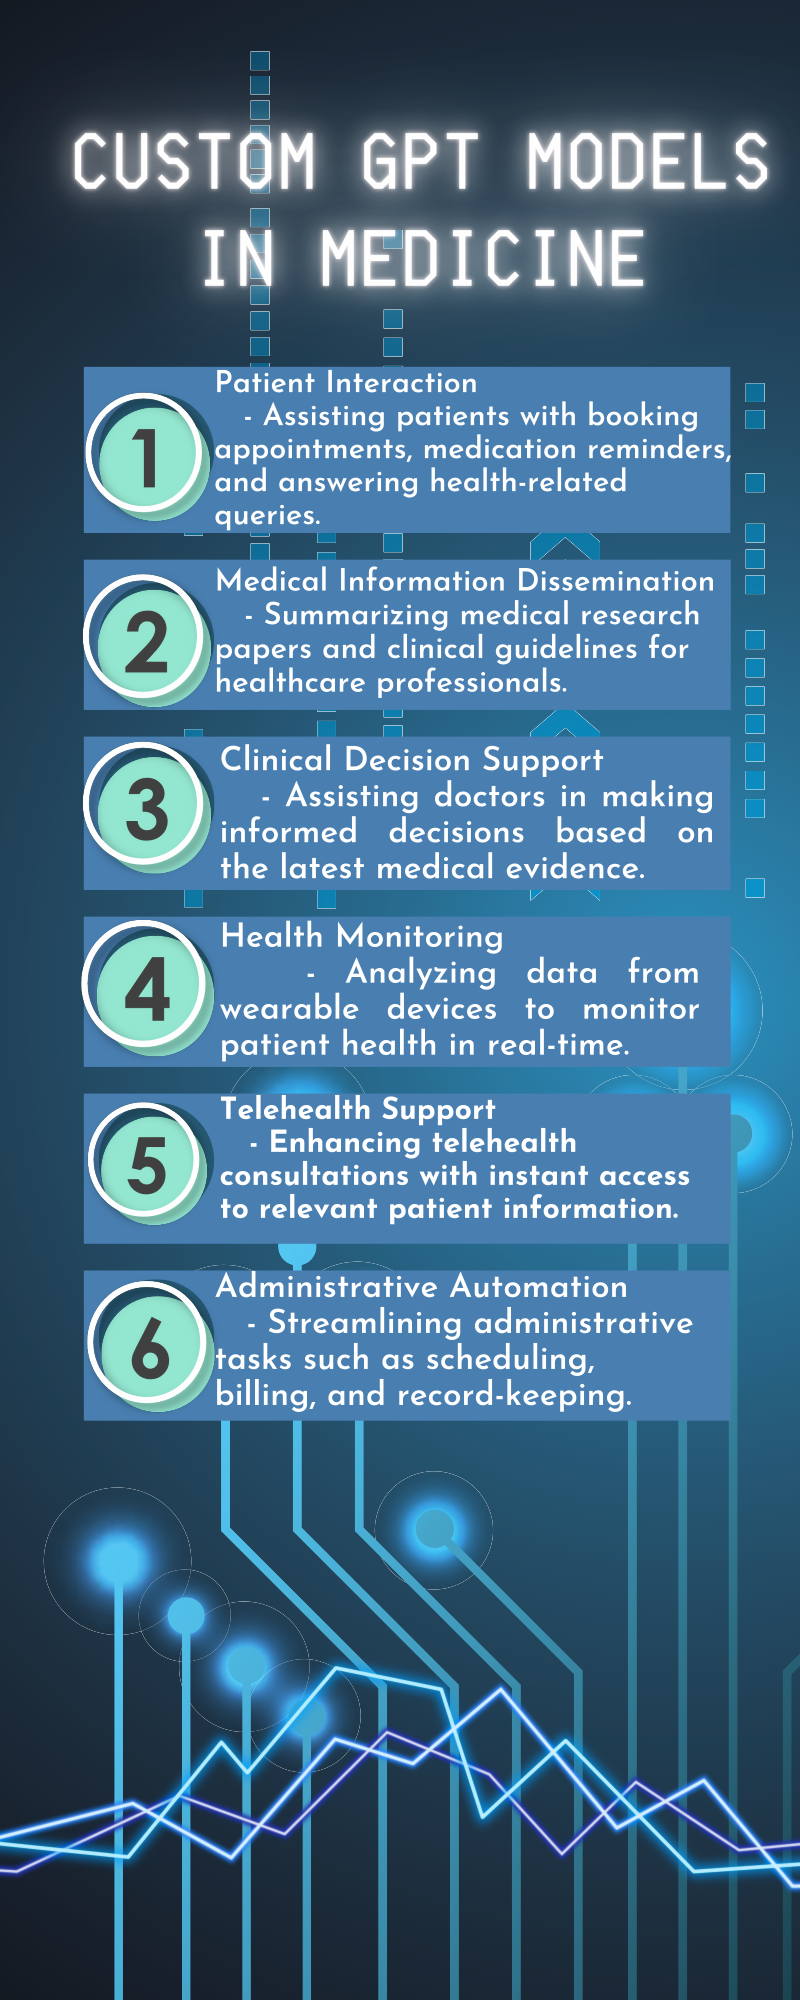 CUSTOM GPT MODELS
IN MEDICINE
1
Patient Interaction
- Assisting patients with booking
appointments, medication reminders,
and answering health-related
queries.
2
Medical Information Dissemination
- Summarizing medical research
papers and clinical guidelines for
healthcare professionals.
3
Clinical Decision Support
- Assisting doctors in making
informed decisions based on
the latest medical evidence.
4
Health Monitoring
- Analyzing data from
wearable devices to monitor
patient health in real-time.
5
Telehealth Support
- Enhancing telehealth
consultations with instant access
to relevant patient information.
6
Administrative Automation
- Streamlining administrative
tasks such as scheduling,
billing, and record-keeping.